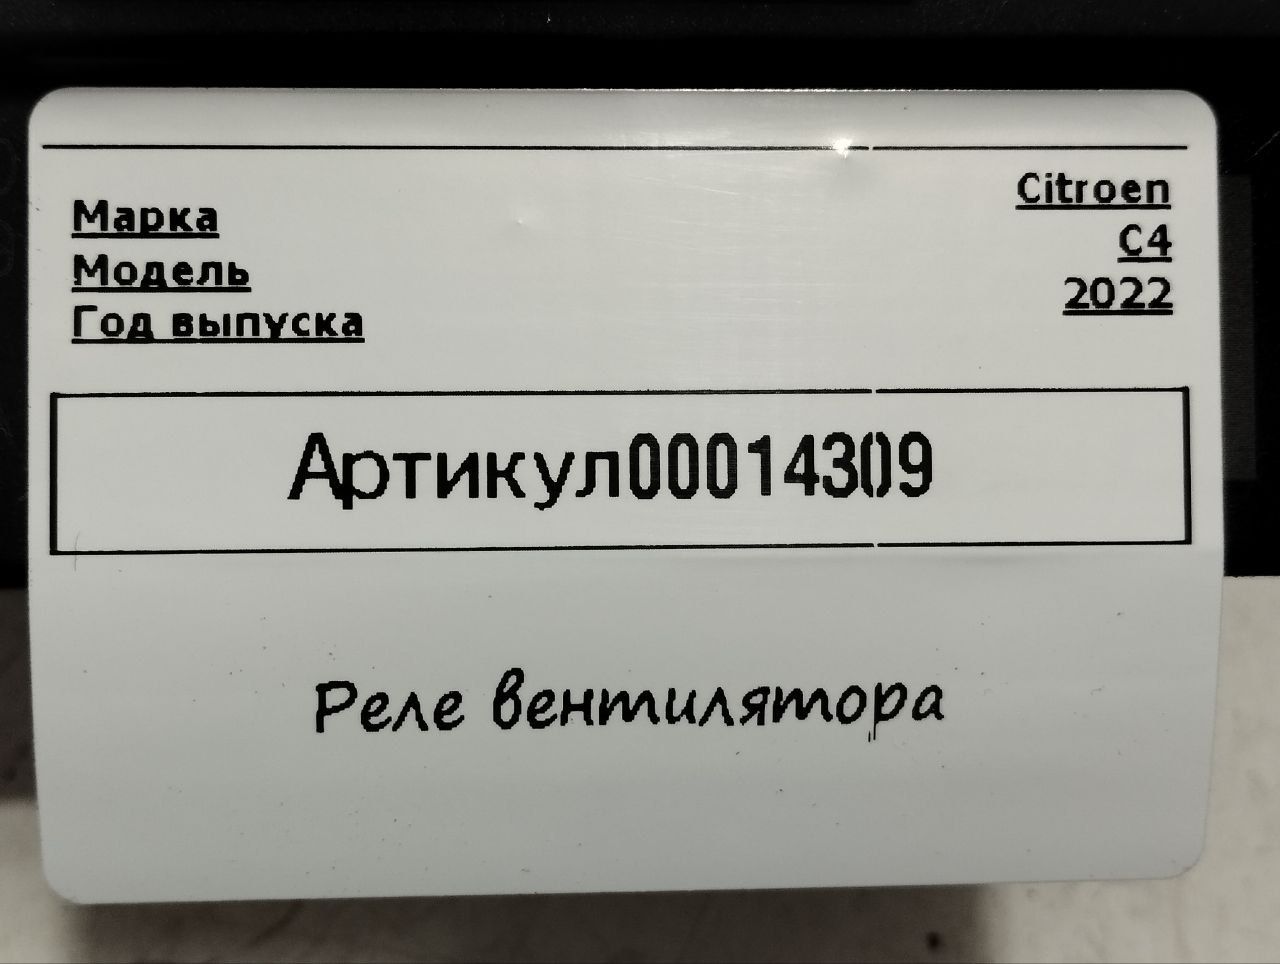 Марка Citroen
Модель C4
Год выпуска 2022
Артикул00014309
Реле вентилятора